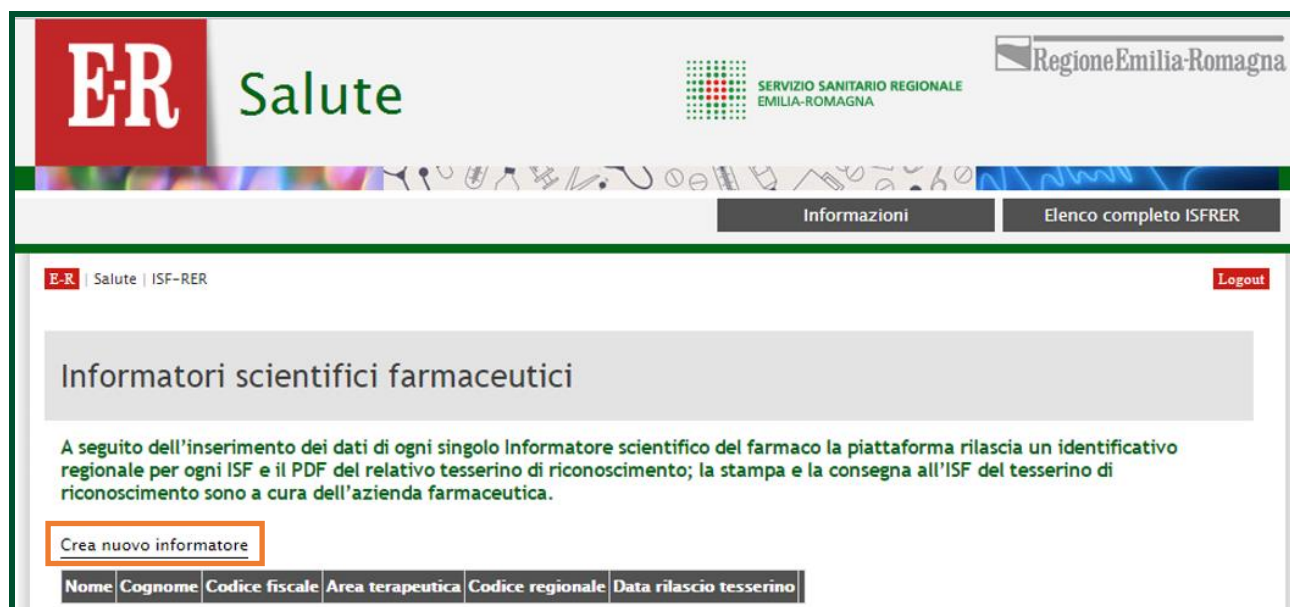 E-R
Salute
SERVIZIO SANITARIO REGIONALE
EMILIA-ROMAGNA
RegioneEmilia-Romagna
Informazioni
Elenco completo ISFRER
E-R | Salute | ISF-RER
Logout
Informatori scientifici farmaceutici
A seguito dell'inserimento dei dati di ogni singolo Informatore scientifico del farmaco la piattaforma rilascia un identificativo
regionale per ogni ISF e il PDF del relativo tesserino di riconoscimento; la stampa e la consegna all'ISF del tesserino di
riconoscimento sono a cura dell'azienda farmaceutica.
Crea nuovo informatore
Nome Cognome Codice fiscale Area terapeutica Codice regionale Data rilascio tesserino